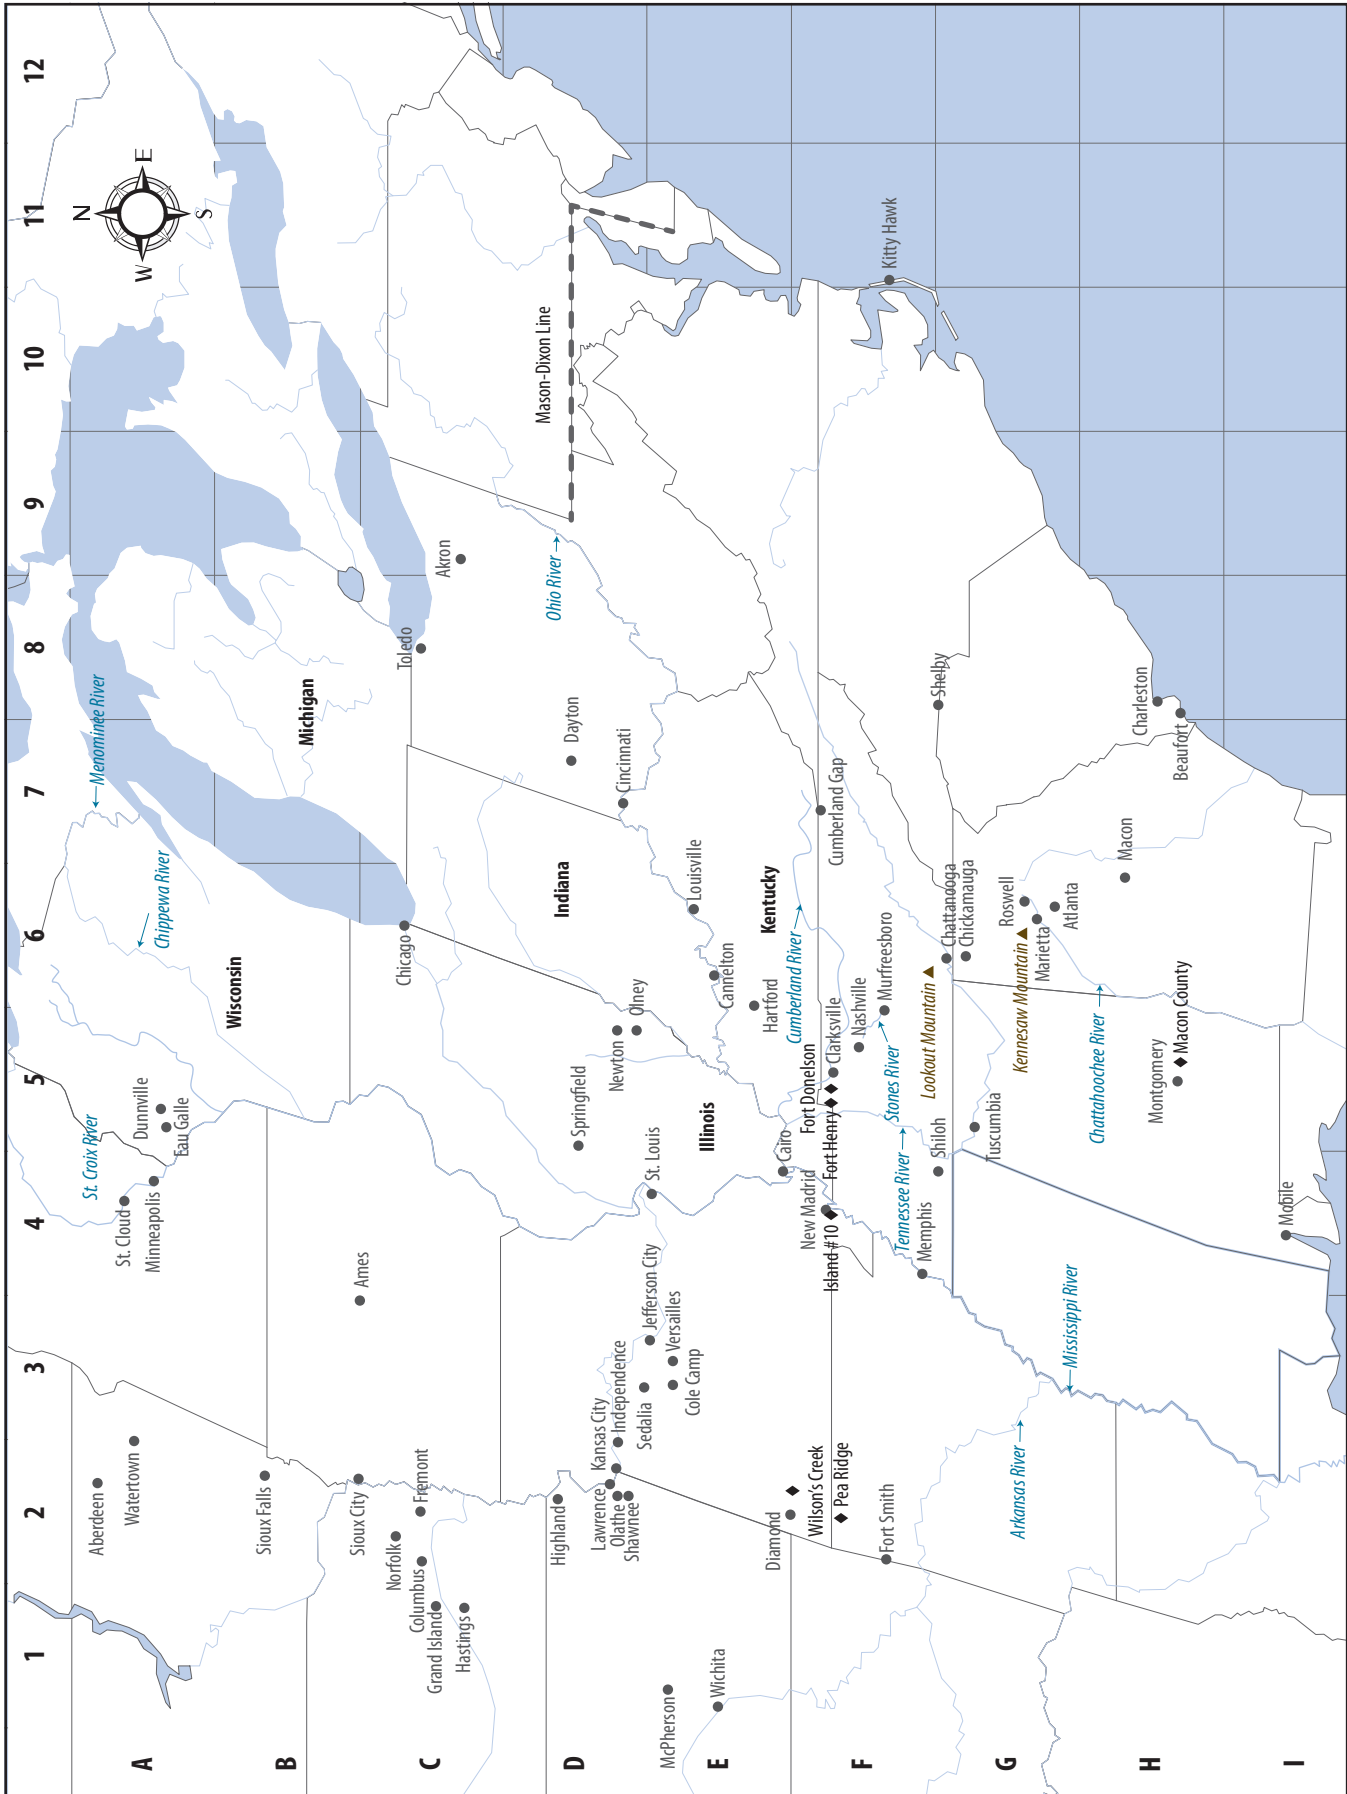 1
2
3
4
5
6
7
8
9
10
11
12
A
B
C
D
E
F
G
H
I
N
E
S
W
St. Croix River
Menominee River
Chippewa River
Aberdeen
Watertown
St. Cloud
Minneapolis
Dunnville
Eau Galle
Wisconsin
Michigan
Sioux Falls
Sioux City
Ames
Norfolk
Fremont
Columbus
Grand Island
Hastings
Chicago
Toledo
Akron
Mason-Dixon Line
Ohio River
Indiana
Dayton
Cincinnati
Highland
Lawrence
Kansas City
Olathe
Independence
Shawnee
Springfield
Newton
Olney
Sedalia
Jefferson City
Versailles
Cole Camp
St. Louis
Illinois
Louisville
Cannelton
Hartford
Kentucky
McPherson
Wichita
Diamond
Wilson's Creek
Pea Ridge
Cairo
New Madrid
Island #10
Fort Donelson
Fort Henry
Clarksville
Cumberland River
Cumberland Gap
Nashville
Murfreesboro
Stones River
Tennessee River
Kitty Hawk
Fort Smith
Memphis
Shiloh
Lookout Mountain
Chattanooga
Chickamauga
Shelby
Tuscumbia
Arkansas River
Mississippi River
Kennesaw Mountain
Roswell
Marietta
Atlanta
Chattahoochee River
Macon
Charleston
Beaufort
Montgomery
Macon County
Mobile